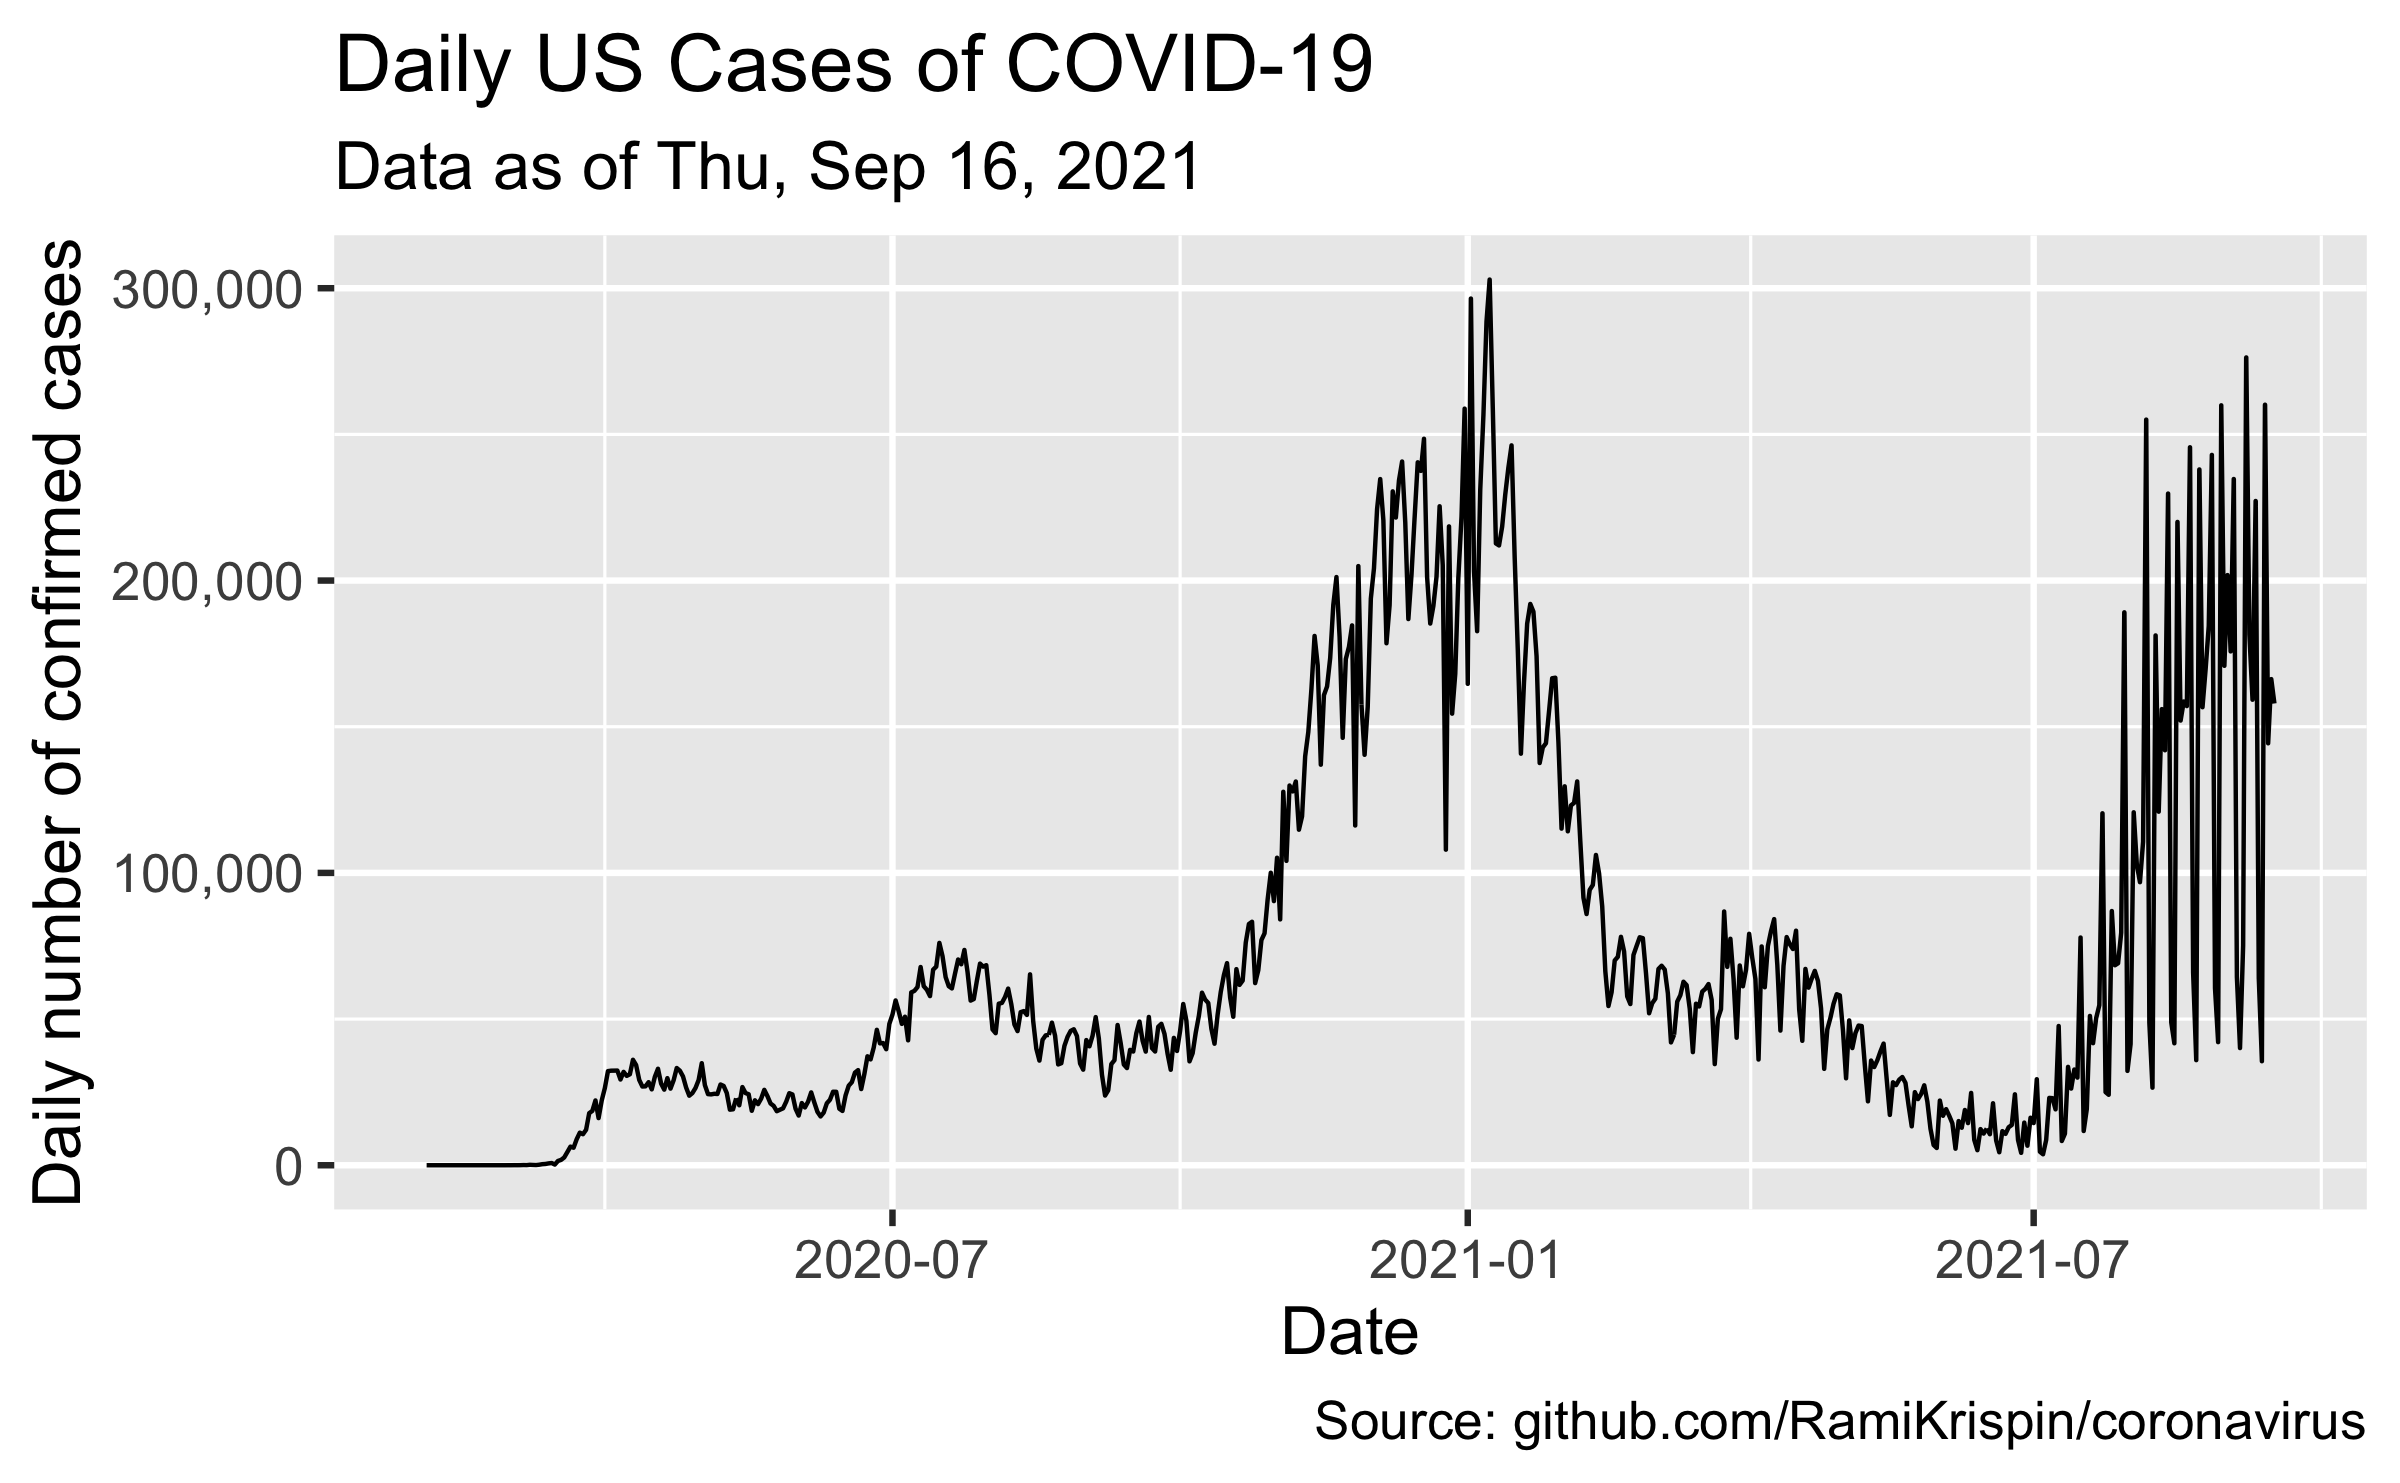 Daily US Cases of COVID-19
Data as of Thu, Sep 16, 2021
Daily number of confirmed cases
300,000
200,000
100,000
0
2020-07
2021-01
2021-07
Date
Source: github.com/RamiKrispin/coronavirus